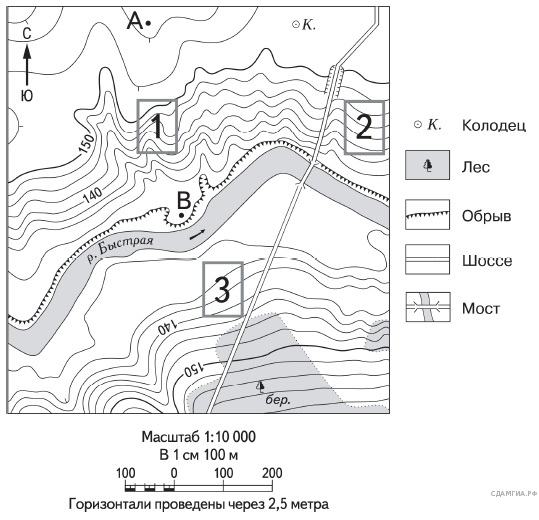 А
К.
С
Ю
1
2
150
140
В
р. Быстрая
3
140
150
бер.
К. Колодец
Лес
Обрыв
Шоссе
Мост
Масштаб 1:10 000
В 1 см 100 м
100 0 100 200
Горизонтали проведены через 2,5 метра
СДАМГИА.РФ